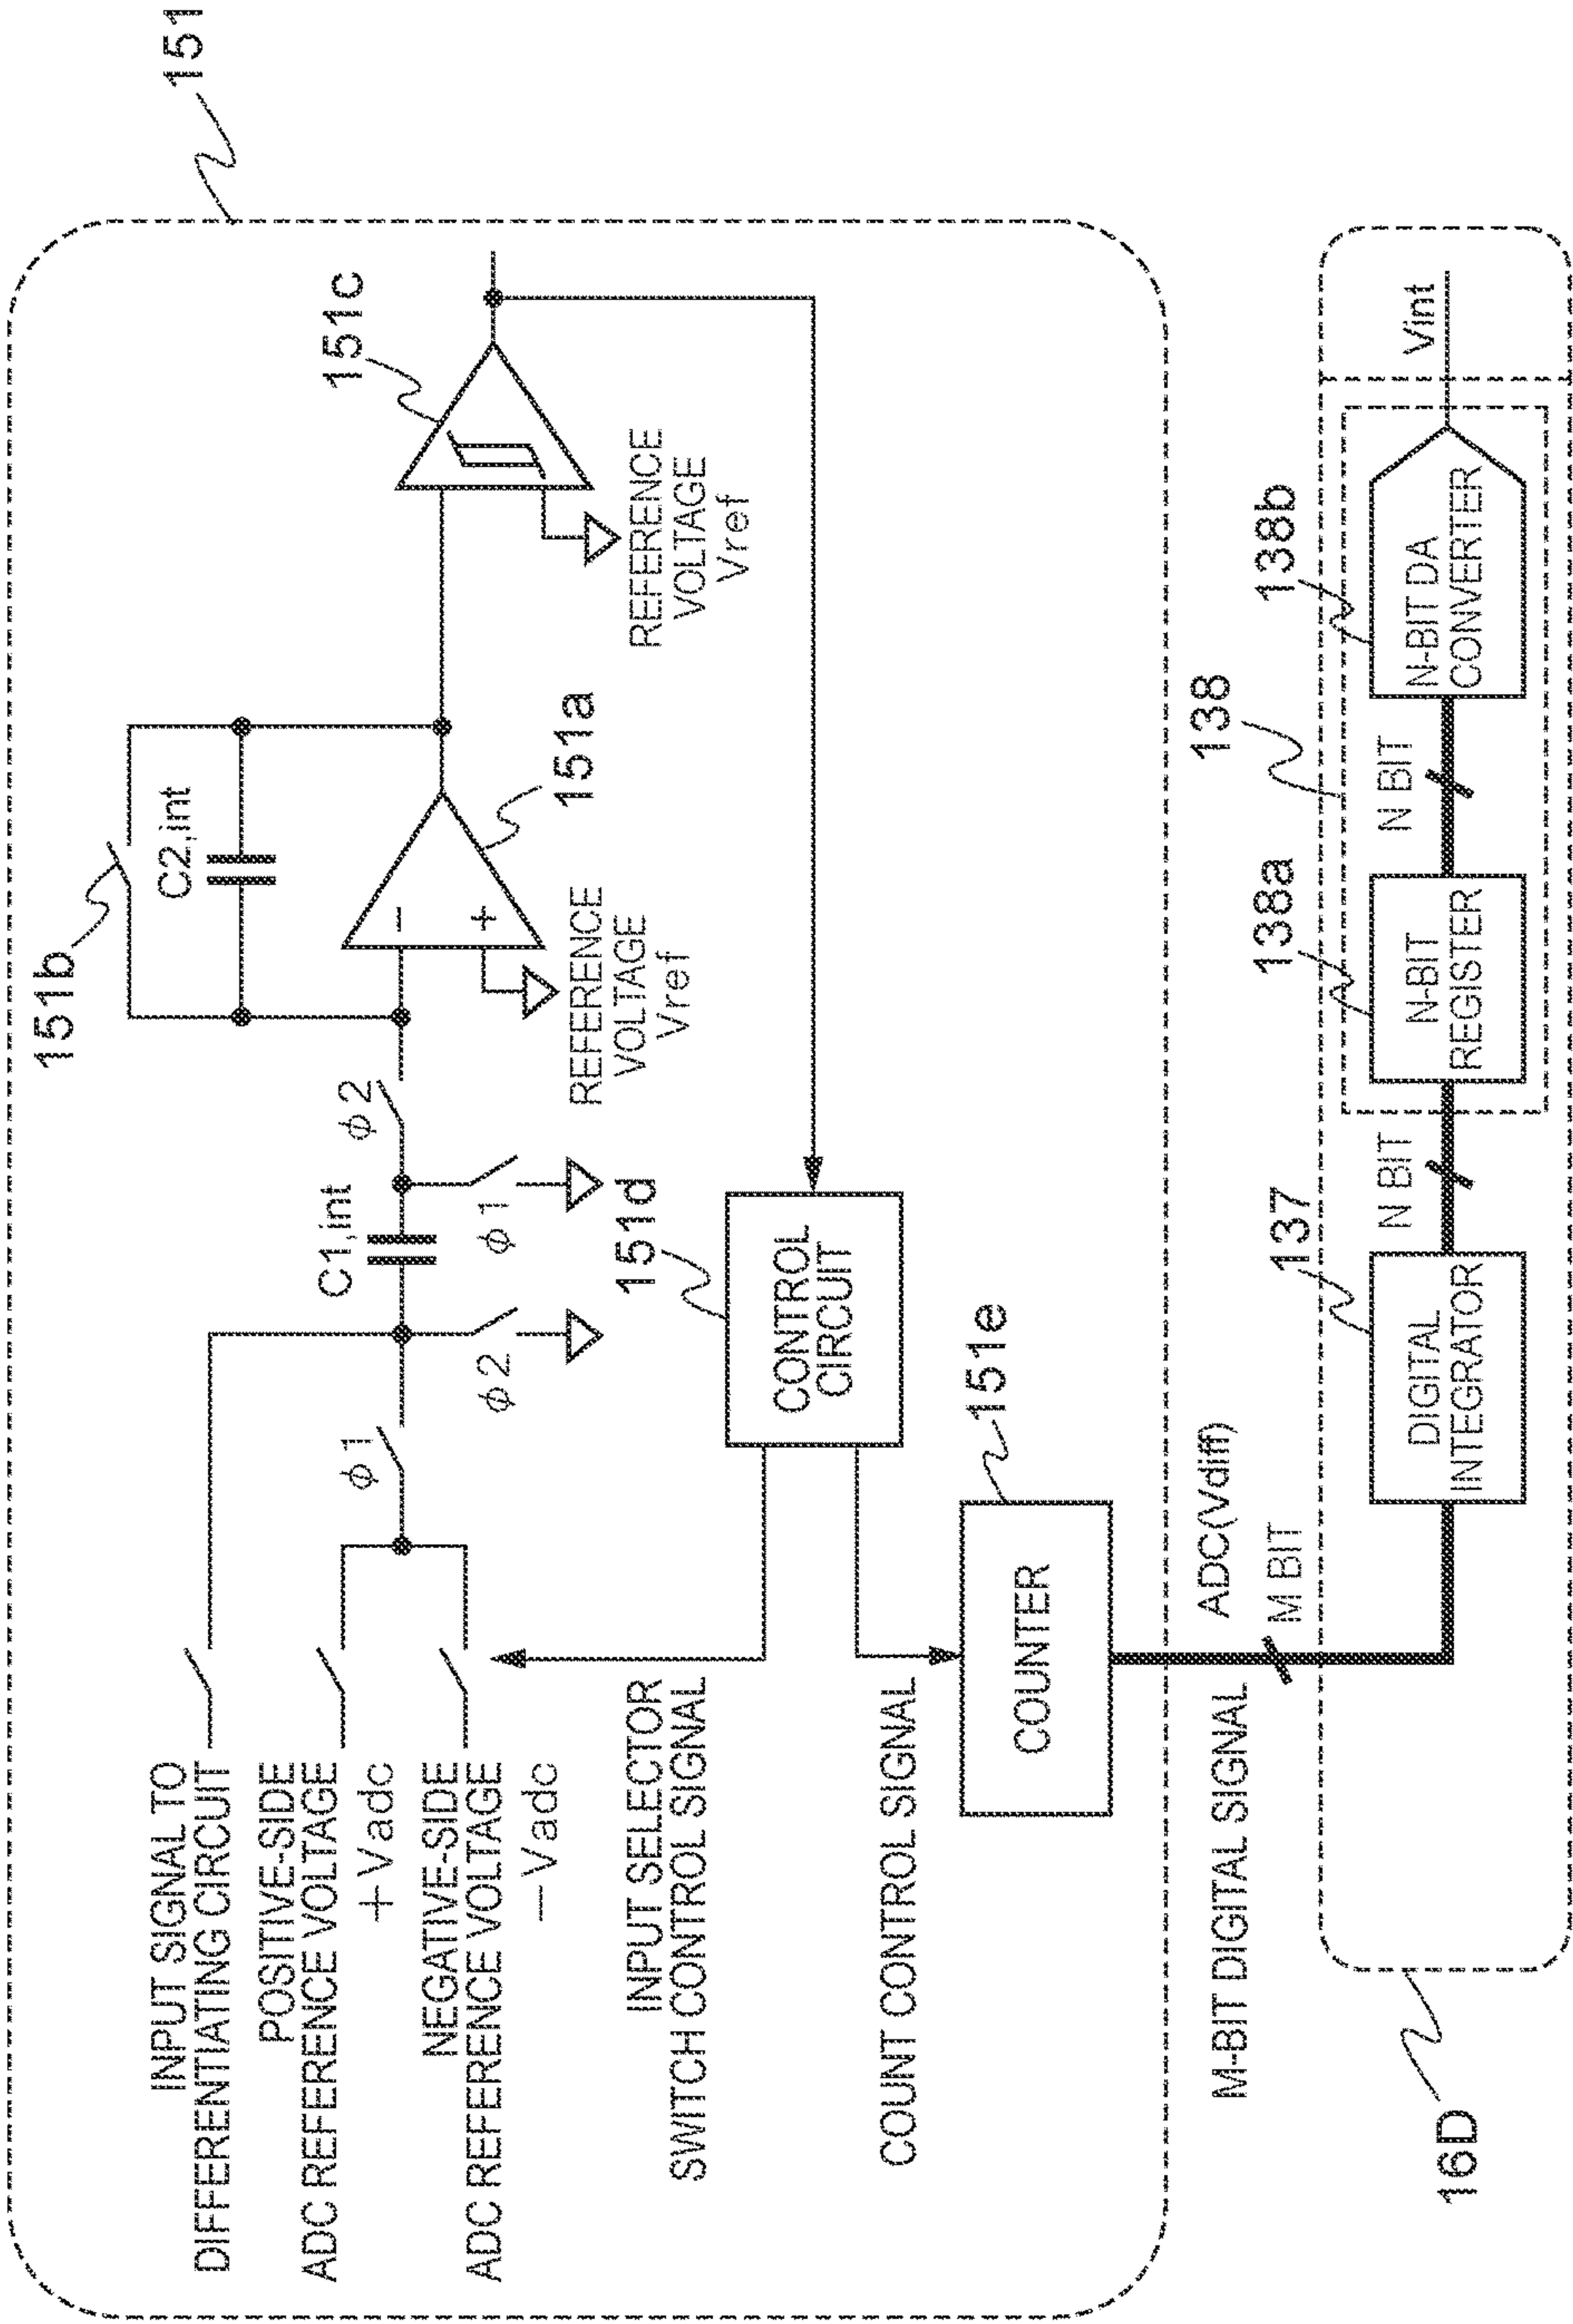 151
151b
C2,int
151c
C1,int
ϕ2
ϕ1
151a
REFERENCE
VOLTAGE
Vref
REFERENCE
VOLTAGE
Vref
ϕ1
ϕ2
INPUT SIGNAL TO
DIFFERENTIATING CIRCUIT
POSITIVE-SIDE
ADC REFERENCE VOLTAGE
+Vadc
NEGATIVE-SIDE
ADC REFERENCE VOLTAGE
−Vadc
−
+
151d
CONTROL
CIRCUIT
INPUT SELECTOR
SWITCH CONTROL SIGNAL
COUNT CONTROL SIGNAL
151e
COUNTER
M-BIT DIGITAL SIGNAL
ADC(Vdiff)
M BIT
138
137
138a
138b
DIGITAL
INTEGRATOR
N BIT
N-BIT
REGISTER
N BIT
N-BIT DA
CONVERTER
Vint
16D